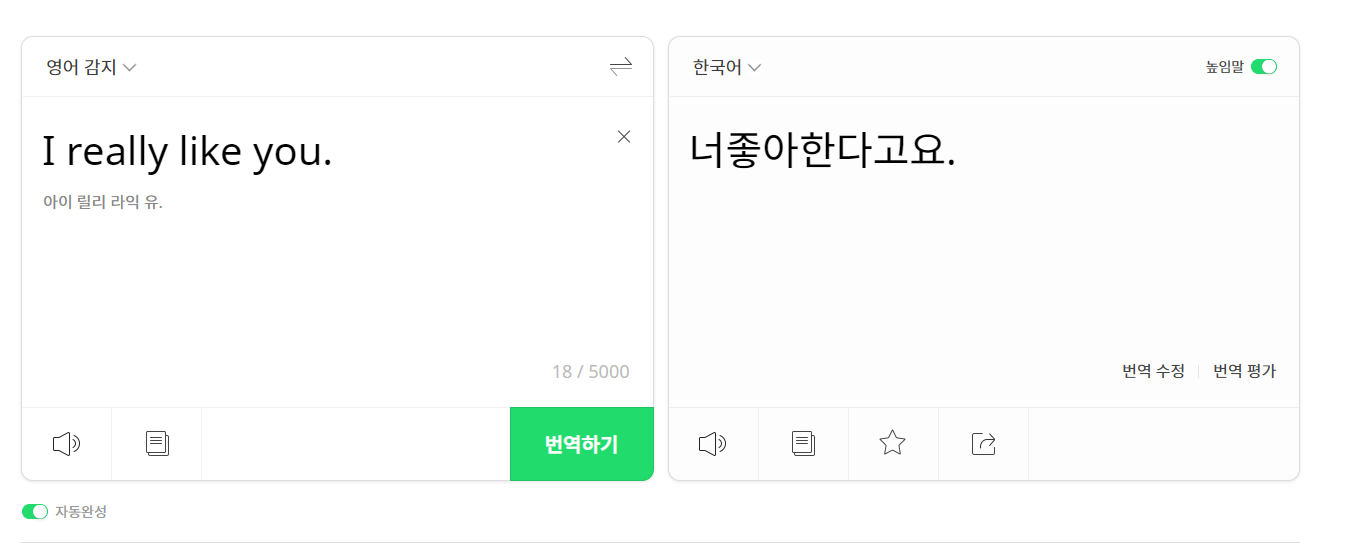 영어 감지
한국어
높임말
I really like you.
아이 릴리 라익 유.
18 / 5000
번역하기
너좋아한다고요.
번역 수정
번역 평가
자동완성